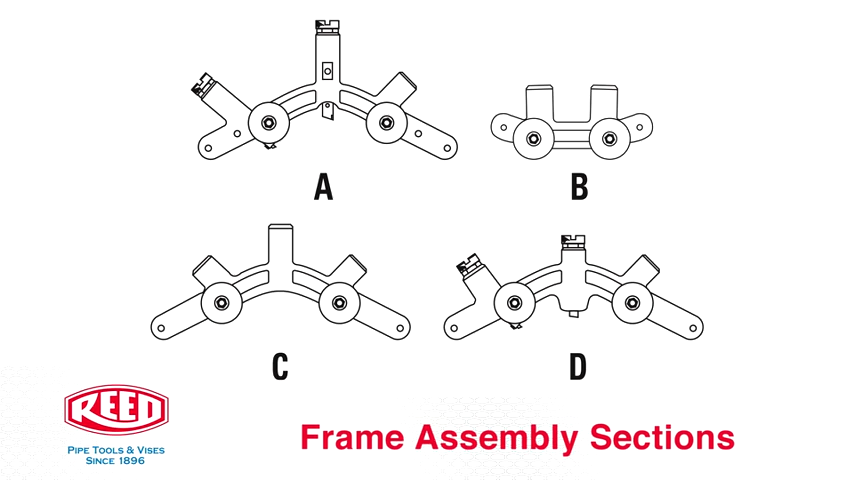 A
B
C
D
REED
PIPE TOOLS & VISES
SINCE 1896
Frame Assembly Sections